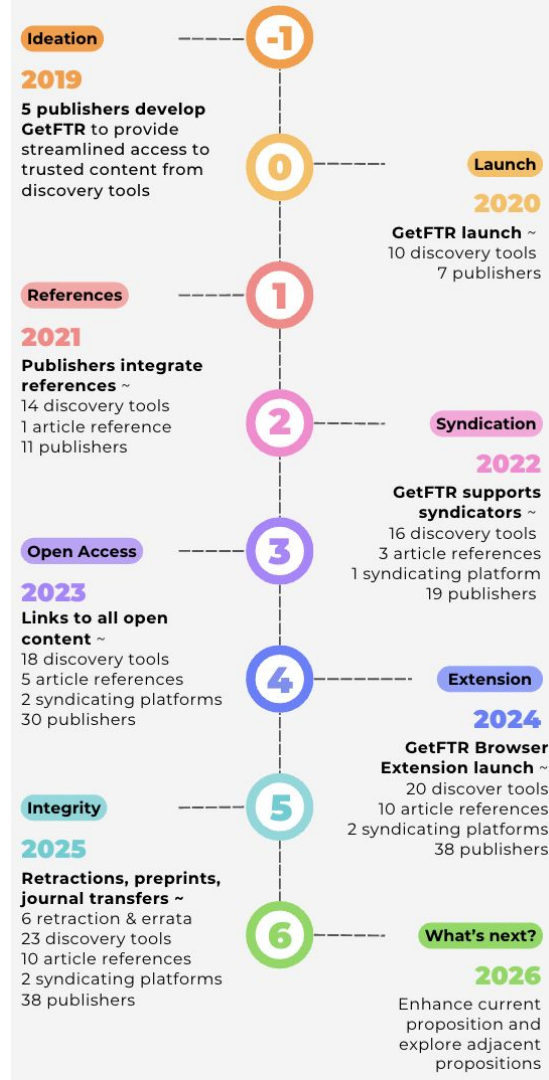 Ideation
-1
2019
5 publishers develop
GetFTR to provide
streamlined access to
trusted content from
discovery tools
0
Launch
2020
GetFTR launch ~
10 discovery tools
7 publishers
References
1
2021
Publishers integrate
references ~
14 discovery tools
1 article reference
11 publishers
2
Syndication
2022
GetFTR supports
syndicators ~
16 discovery tools
3 article references
1 syndicating platform
19 publishers
Open Access
3
2023
Links to all open
content ~
18 discovery tools
5 article references
2 syndicating platforms
30 publishers
4
Extension
2024
GetFTR Browser
Extension launch ~
20 discover tools
10 article references
2 syndicating platforms
38 publishers
Integrity
5
2025
Retractions, preprints,
journal transfers ~
6 retraction & errata
23 discovery tools
10 article references
2 syndicating platforms
38 publishers
6
What's next?
2026
Enhance current
proposition and
explore adjacent
propositions